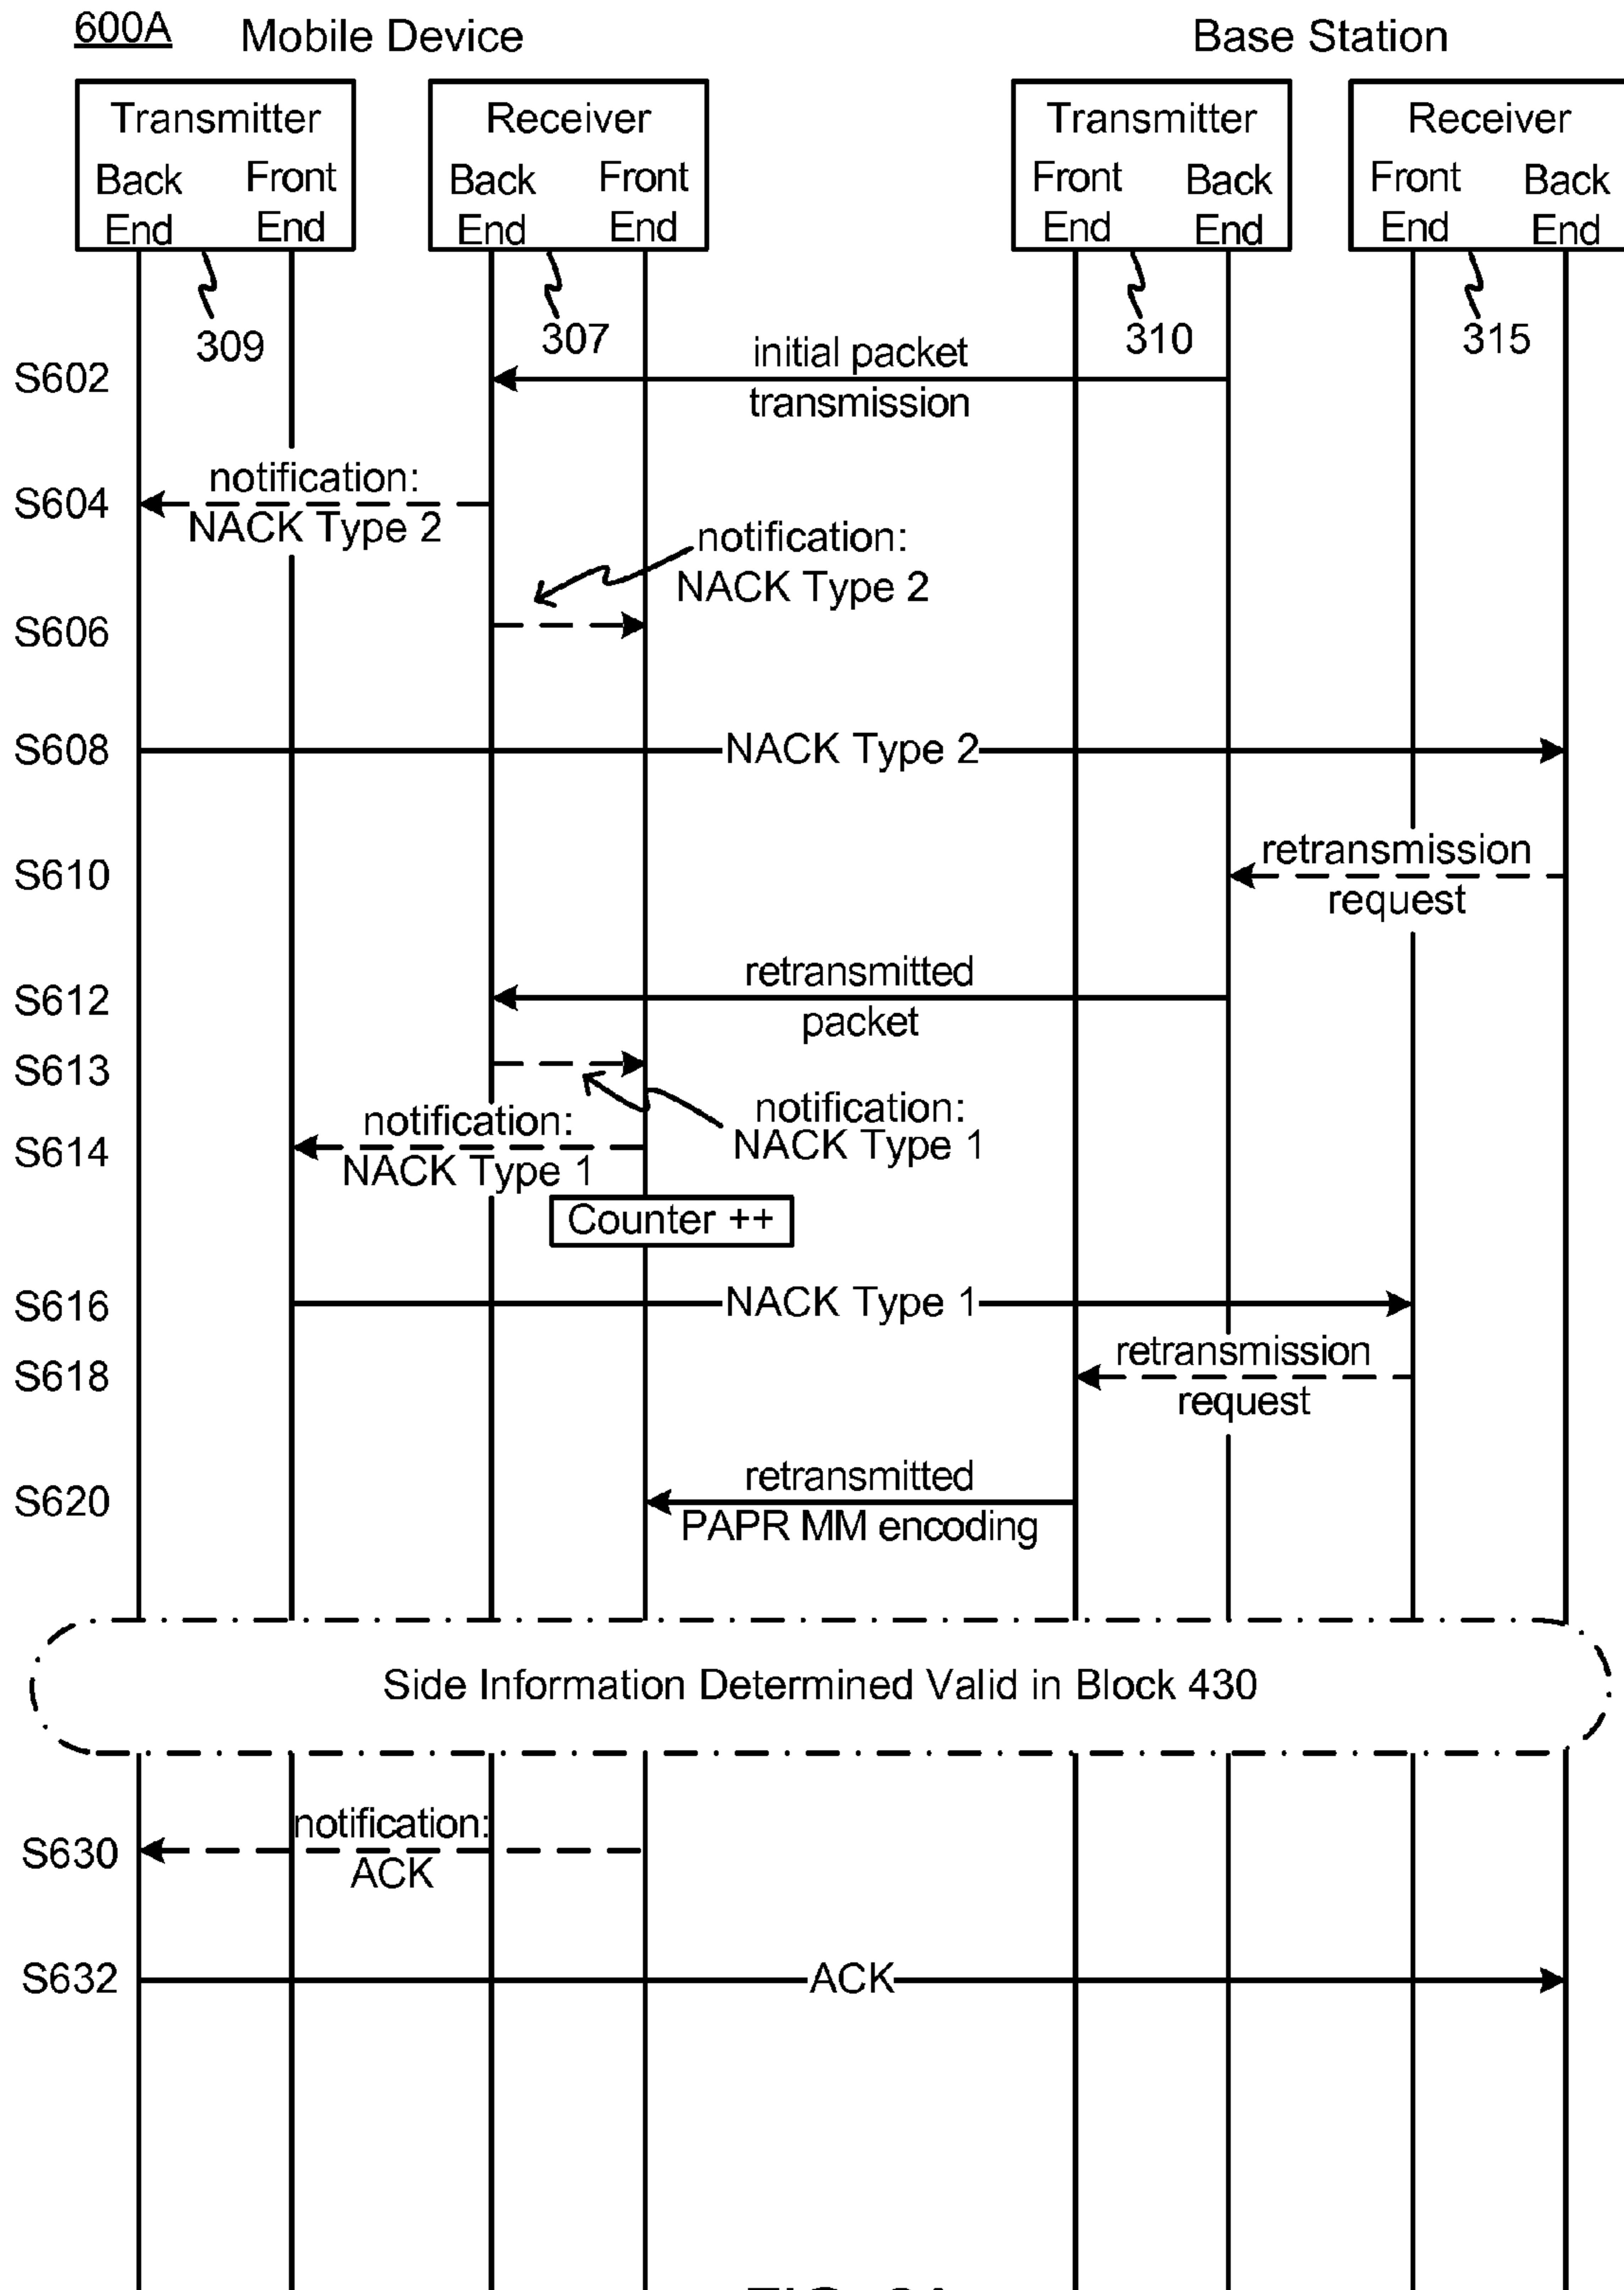 600A Mobile Device Base Station
Transmitter Receiver Transmitter Receiver
Back Front Back Front Front Back Front Back
End End End End End End End End
309 307 310 315
initial packet
S602
transmission
notification:
S604
NACK Type 2
notification:
NACK Type 2
S606
S608 NACK Type 2
retransmission
S610
request
retransmitted
S612
packet
S613
notification:
NACK Type 1
notification:
S614
NACK Type 1
Counter ++
S616 NACK Type 1
retransmission
S618
request
retransmitted
S620
PAPR MM encoding
Side Information Determined Valid in Block 430
notification:
S630
ACK
S632 ACK